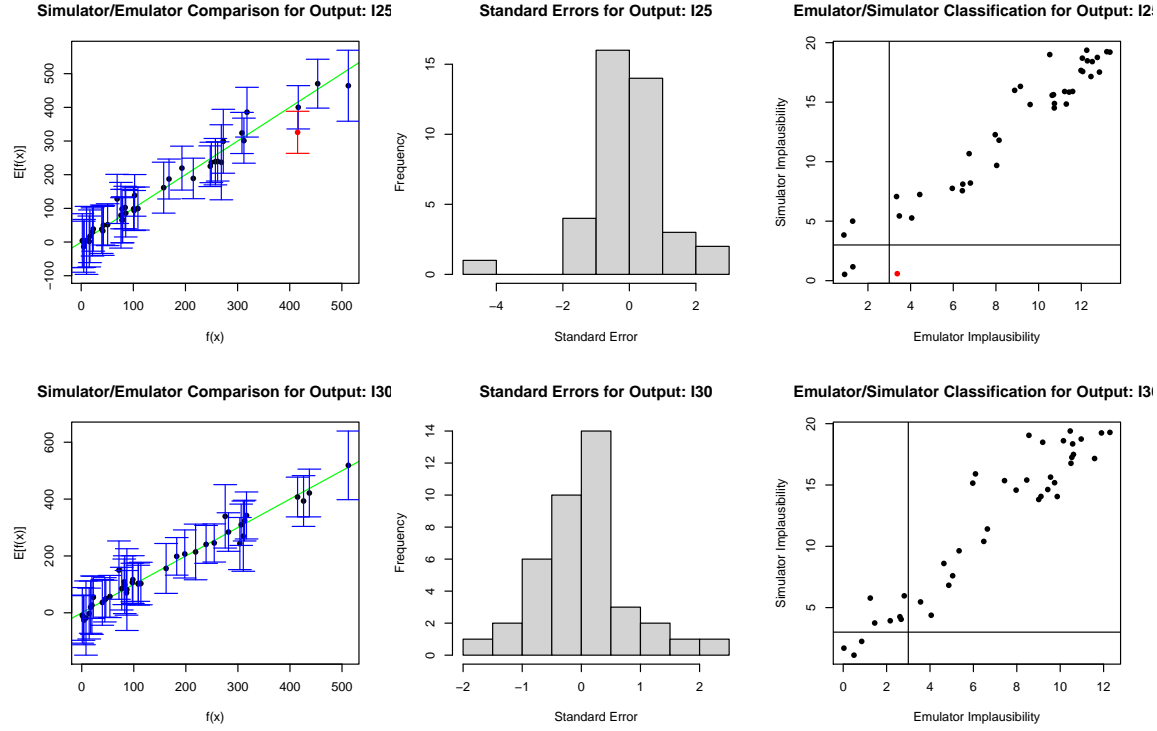 Simulator/Emulator Comparison for Output: I25
E[f(x)]
500
400
300
200
100
0
−100
0 100 200 300 400 500
f(x)
Standard Errors for Output: I25
Frequency
15
10
5
0
−4 −2 0 2
Standard Error
Emulator/Simulator Classification for Output: I25
Simulator Implausibility
20
15
10
5
0
2 4 6 8 10 12
Emulator Implausibility
Simulator/Emulator Comparison for Output: I30
E[f(x)]
600
400
200
0
0 100 200 300 400 500
f(x)
Standard Errors for Output: I30
Frequency
14
12
10
8
6
4
2
0
−2 −1 0 1 2
Standard Error
Emulator/Simulator Classification for Output: I30
Simulator Implausibility
20
15
10
5
0 2 4 6 8 10 12
Emulator Implausibility